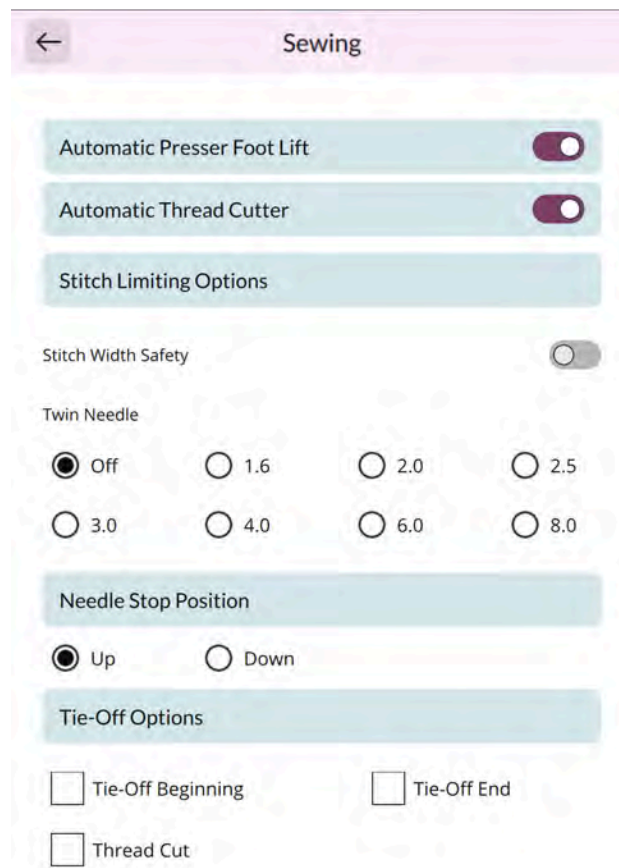 Sewing
Automatic Presser Foot Lift
Automatic Thread Cutter
Stitch Limiting Options
Stitch Width Safety
Twin Needle
Off 1.6 2.0 2.5
3.0 4.0 6.0 8.0
Needle Stop Position
Up Down
Tie-Off Options
Tie-Off Beginning Tie-Off End
Thread Cut